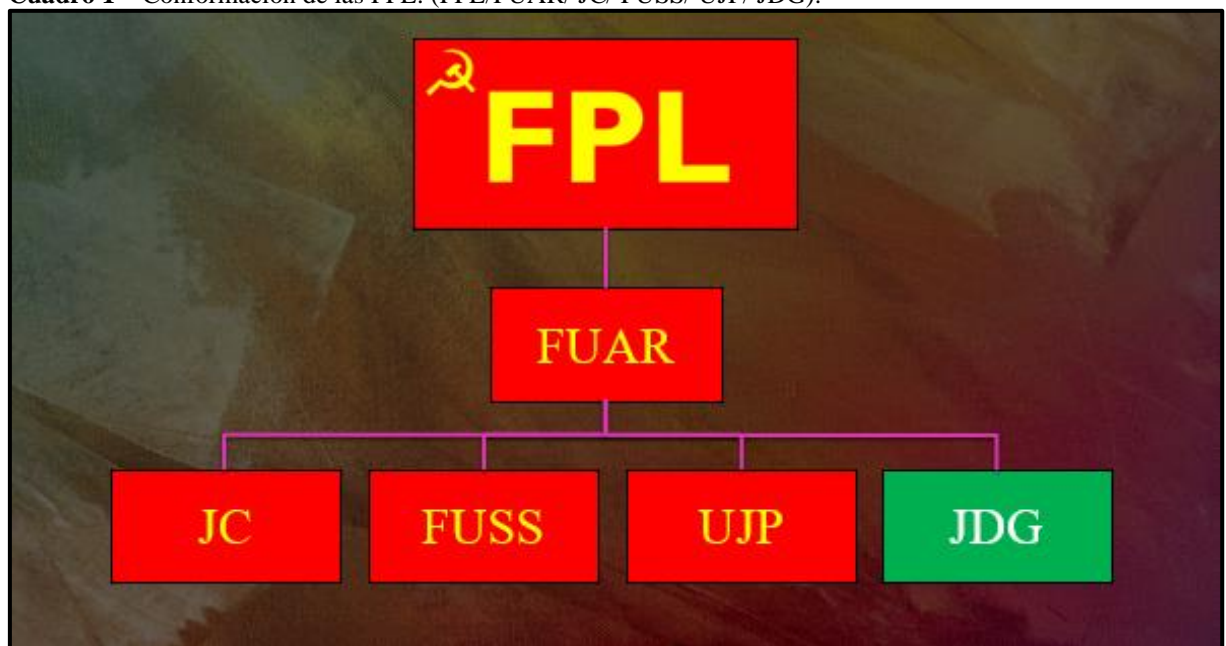 Cuadro 1 – Conformación de las FPL. (FPL/FUAR/ JC/ FUSS/ UJP/ JDG).
FPL
FUAR
JC FUSS UJP JDG